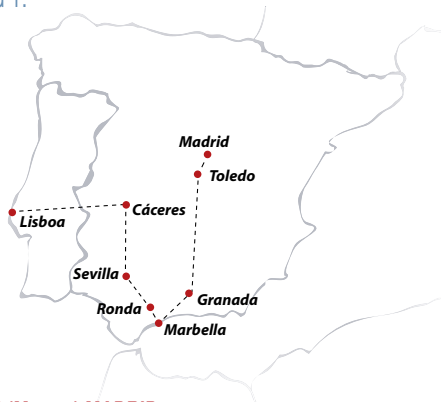 Madrid
Toledo
Cáceres
Lisboa
Sevilla
Granada
Ronda
Marbella